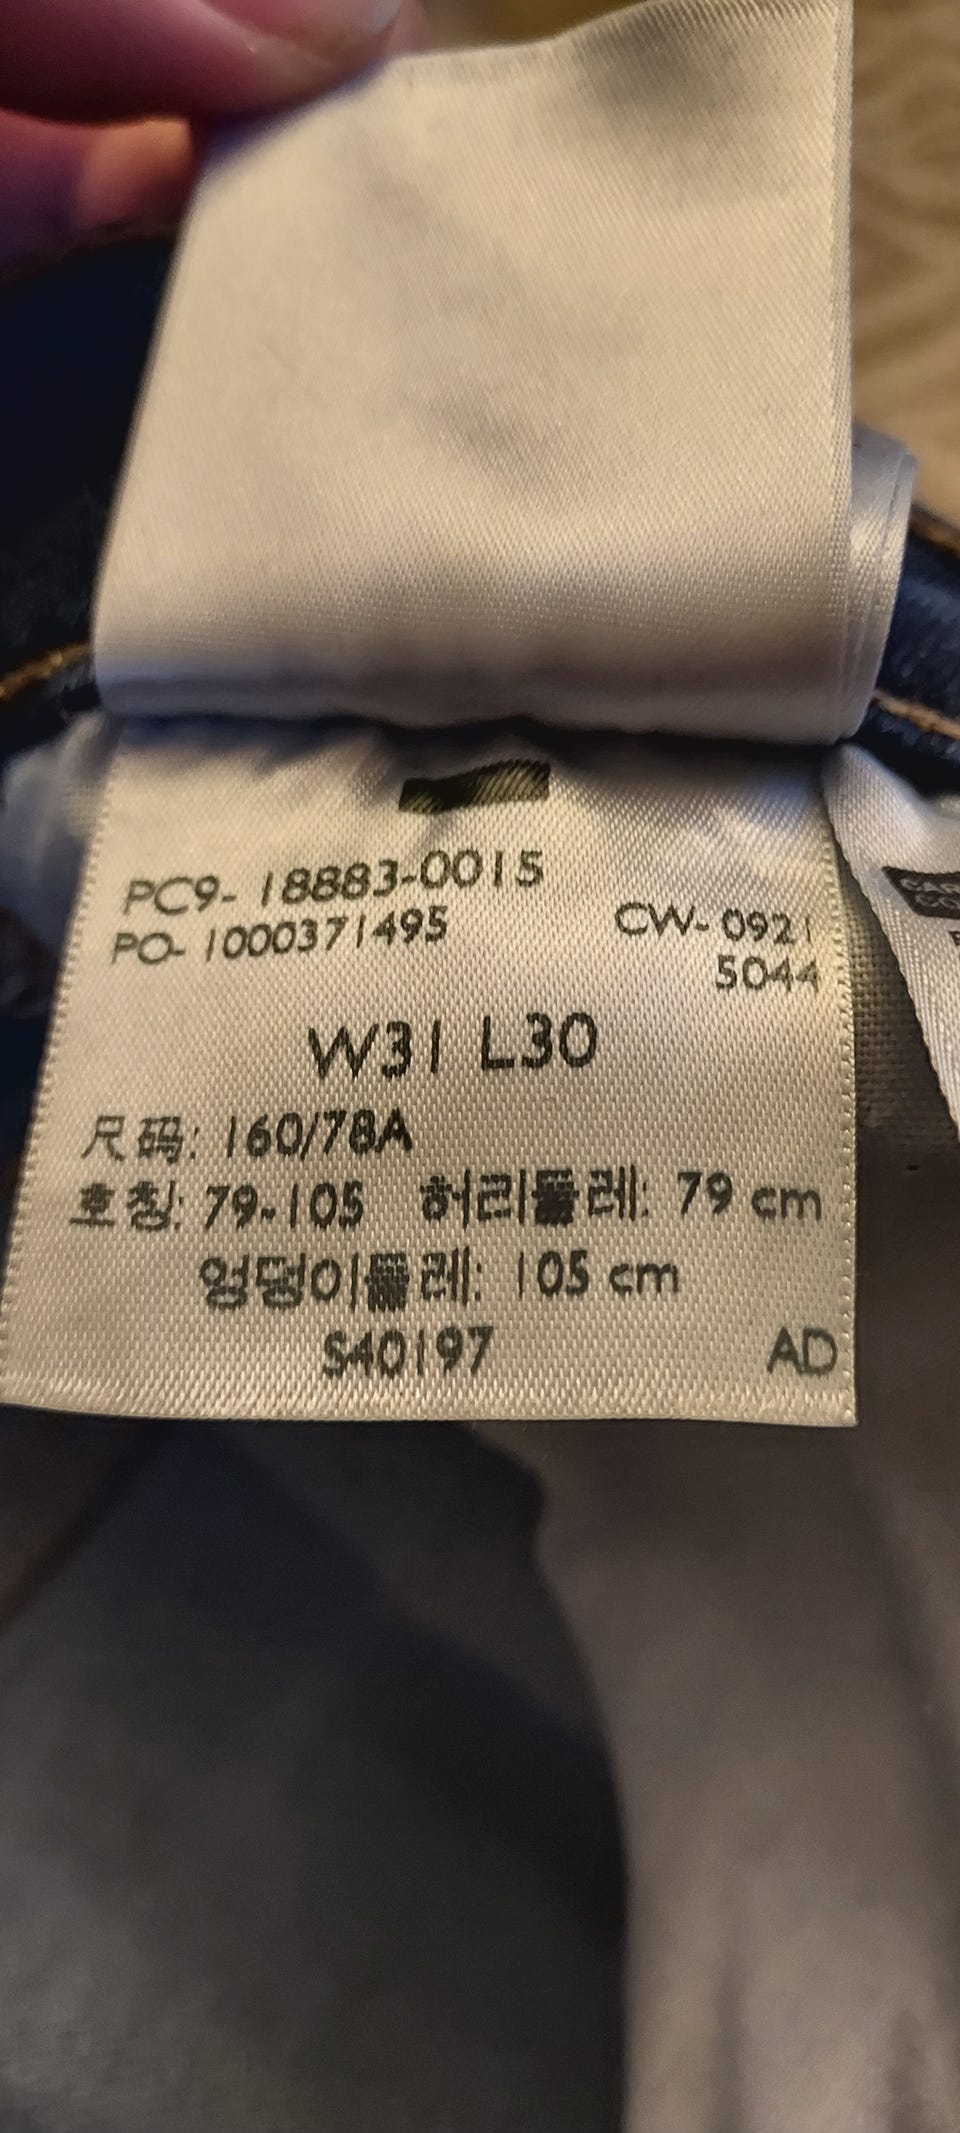 PC9-18883-0015
PO-1000371495
CW-0921
5044
W31 L30
尺码: 160/78A
호칭: 79-105 허리둘레: 79 cm
엉덩이둘레: 105 cm
S40197 AD